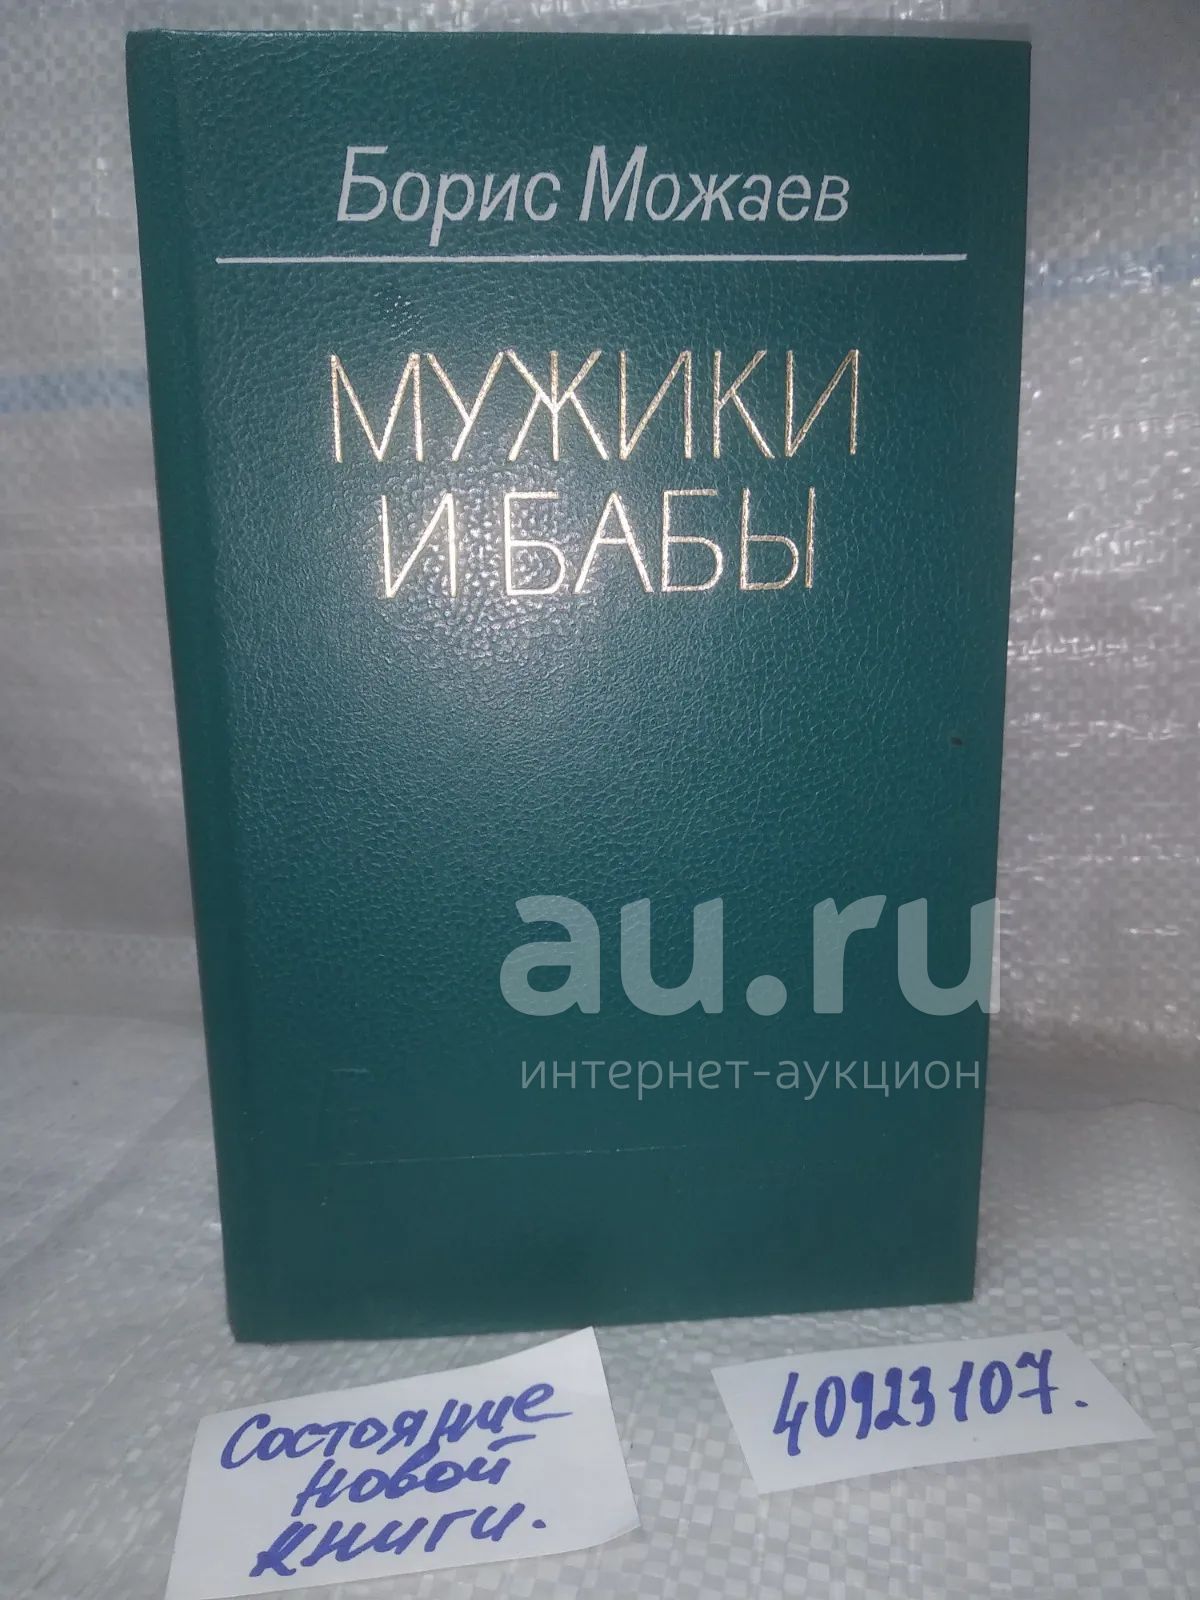 Борис Можаев
МУЖИКИ
И БАБЫ
au.ru
интернет-аукцион
Состояние
новой
книги.
40923107.